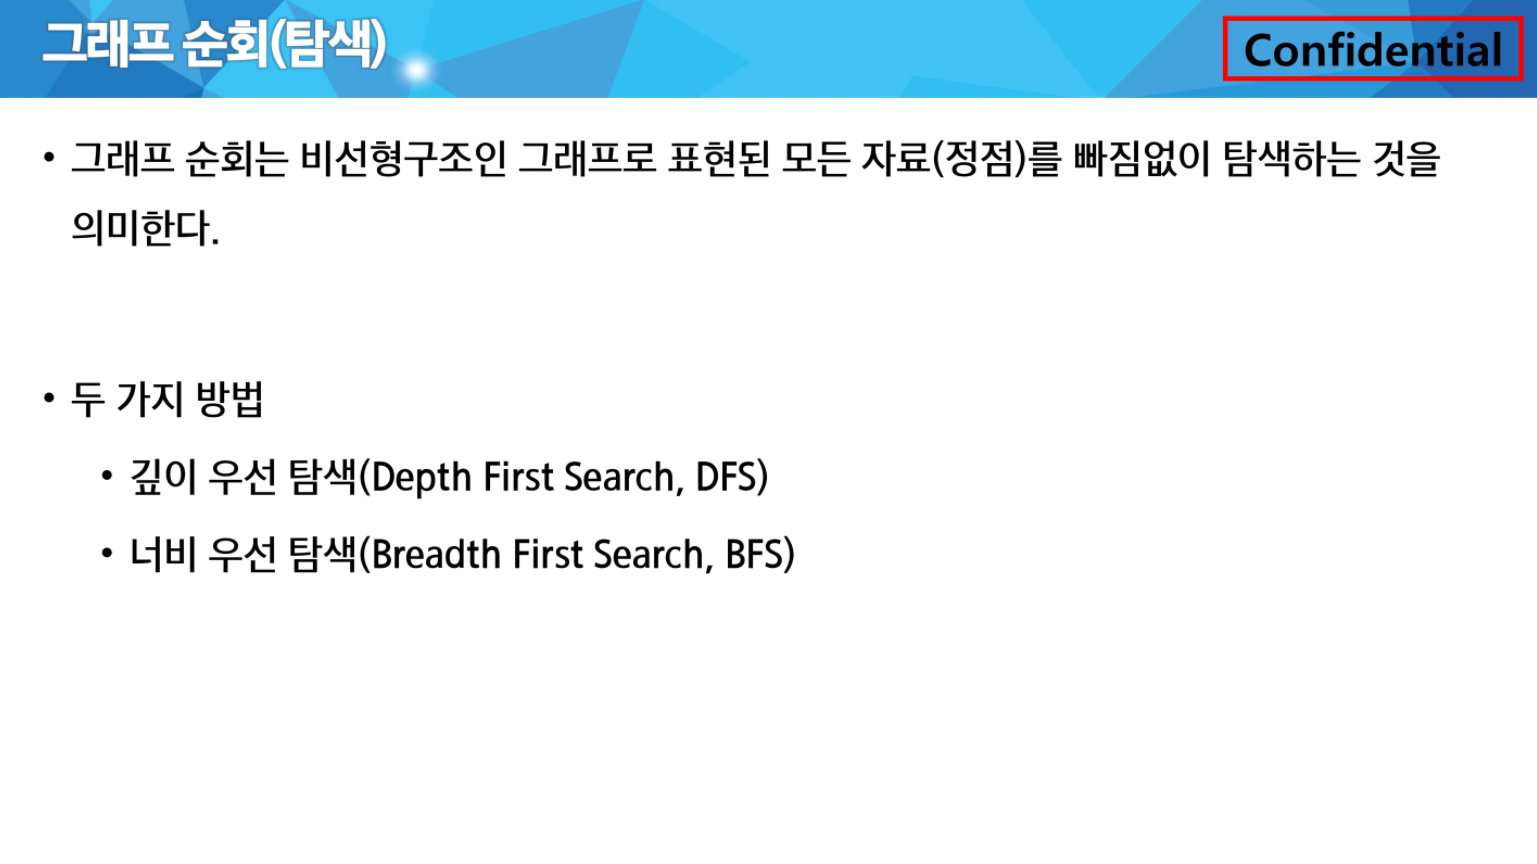 그래프 순회(탐색)
Confidential
• 그래프 순회는 비선형구조인 그래프로 표현된 모든 자료(정점)를 빠짐없이 탐색하는 것을
의미한다.
• 두 가지 방법
• 깊이 우선 탐색(Depth First Search, DFS)
• 너비 우선 탐색(Breadth First Search, BFS)